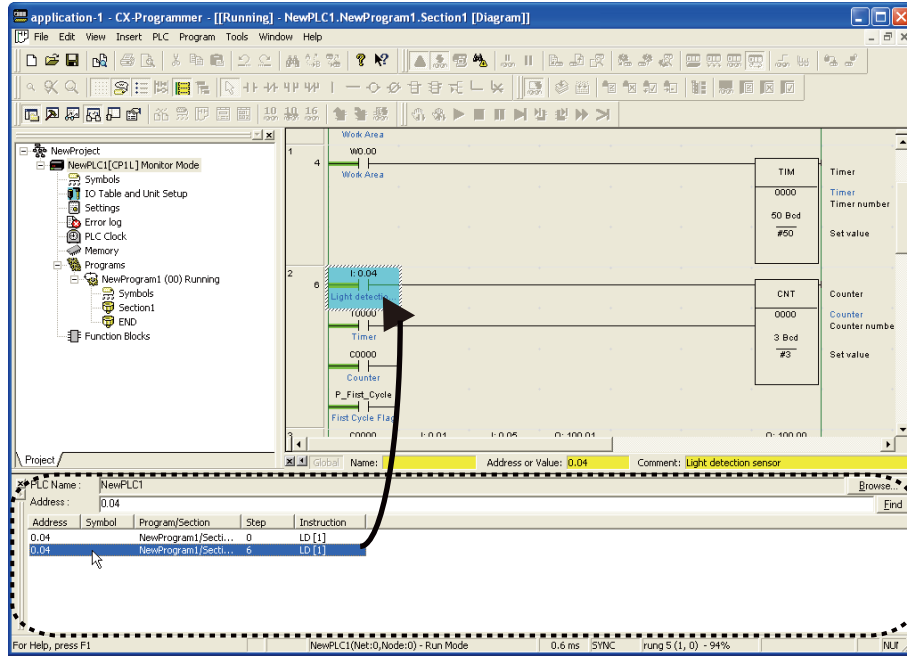 application-1 - CX-Programmer - [[Running] - NewPLC1.NewProgram1.Section1 [Diagram]]
File Edit View Insert PLC Program Tools Window Help
NewProject
NewPLC1[CP1L] Monitor Mode
Symbols
IO Table and Unit Setup
Settings
Error log
PLC Clock
Memory
Programs
NewProgram1 (00) Running
Symbols
Section1
END
Function Blocks
Project
Work Area
1
4
W0.00
Work Area
TIM
Timer
0000
Timer
Timer number
50 Bcd
#50
Set value
2
6
I: 0.04
Light detectio
CNT
Counter
T0000
Timer
0000
Counter
Counter numbe
3 Bcd
#3
Set value
C0000
Counter
P_First_Cycle
First Cycle Flag
3
C0000 I: 0.01 I: 0.05 Q: 100.01 Q: 100.00
Global Name: Address or Value: 0.04 Comment: Light detection sensor
PLC Name : NewPLC1 Browse...
Address : 0.04 Find
Address Symbol Program/Section Step Instruction
0.04 NewProgram1/Secti... 0 LD [1]
0.04 NewProgram1/Secti... 6 LD [1]
For Help, press F1 NewPLC1(Net:0,Node:0) - Run Mode 0.6 ms SYNC rung 5 (1, 0) - 94%